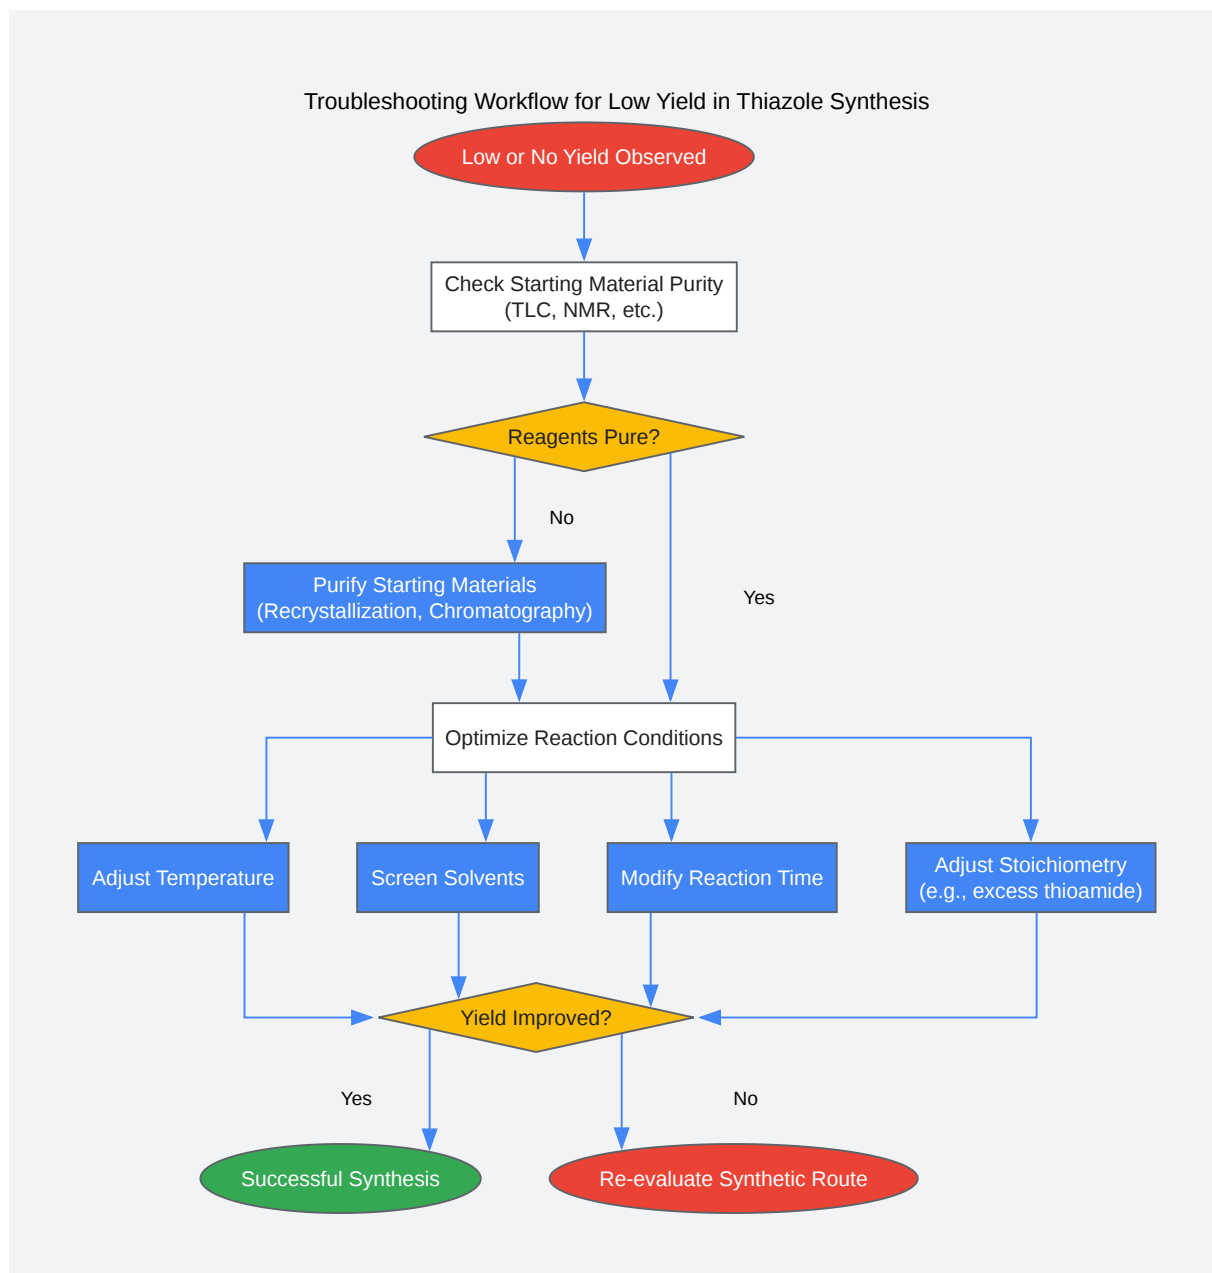 Troubleshooting Workflow for Low Yield in Thiazole Synthesis
Low or No Yield Observed
Check Starting Material Purity
(TLC, NMR, etc.)
Reagents Pure?
No
Purify Starting Materials
(Recrystallization, Chromatography)
Yes
Optimize Reaction Conditions
Adjust Temperature
Screen Solvents
Modify Reaction Time
Adjust Stoichiometry
(e.g., excess thioamide)
Yield Improved?
Yes
No
Successful Synthesis
Re-evaluate Synthetic Route